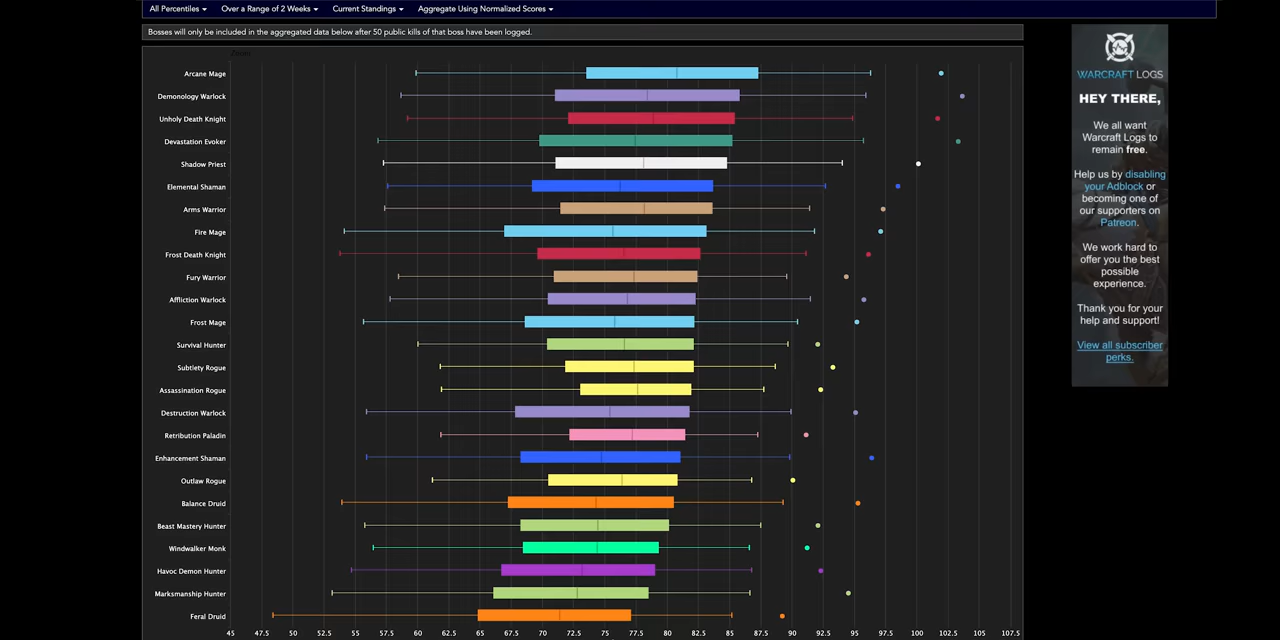 All Percentiles Over a Range of 2 Weeks Current Standings Aggregate Using Normalized Scores
Bosses will only be included in the aggregated data below after 50 public kills of that boss have been logged.
Zoom
Arcane Mage
Demonology Warlock
Unholy Death Knight
Devastation Evoker
Shadow Priest
Elemental Shaman
Arms Warrior
Fire Mage
Frost Death Knight
Fury Warrior
Affliction Warlock
Frost Mage
Survival Hunter
Subtlety Rogue
Assassination Rogue
Destruction Warlock
Retribution Paladin
Enhancement Shaman
Outlaw Rogue
Balance Druid
Beast Mastery Hunter
Windwalker Monk
Havoc Demon Hunter
Marksmanship Hunter
Feral Druid
45 47.5 50 52.5 55 57.5 60 62.5 65 67.5 70 72.5 75 77.5 80 82.5 85 87.5 90 92.5 95 97.5 100 102.5 105 107.5
WARCRAFT LOGS
HEY THERE,
We all want
Warcraft Logs to
remain free.
Help us by disabling
your Adblock or
becoming one of
our supporters on
Patreon.
We work hard to
offer you the best
possible
experience.
Thank you for your
help and support!
View all subscriber
perks.